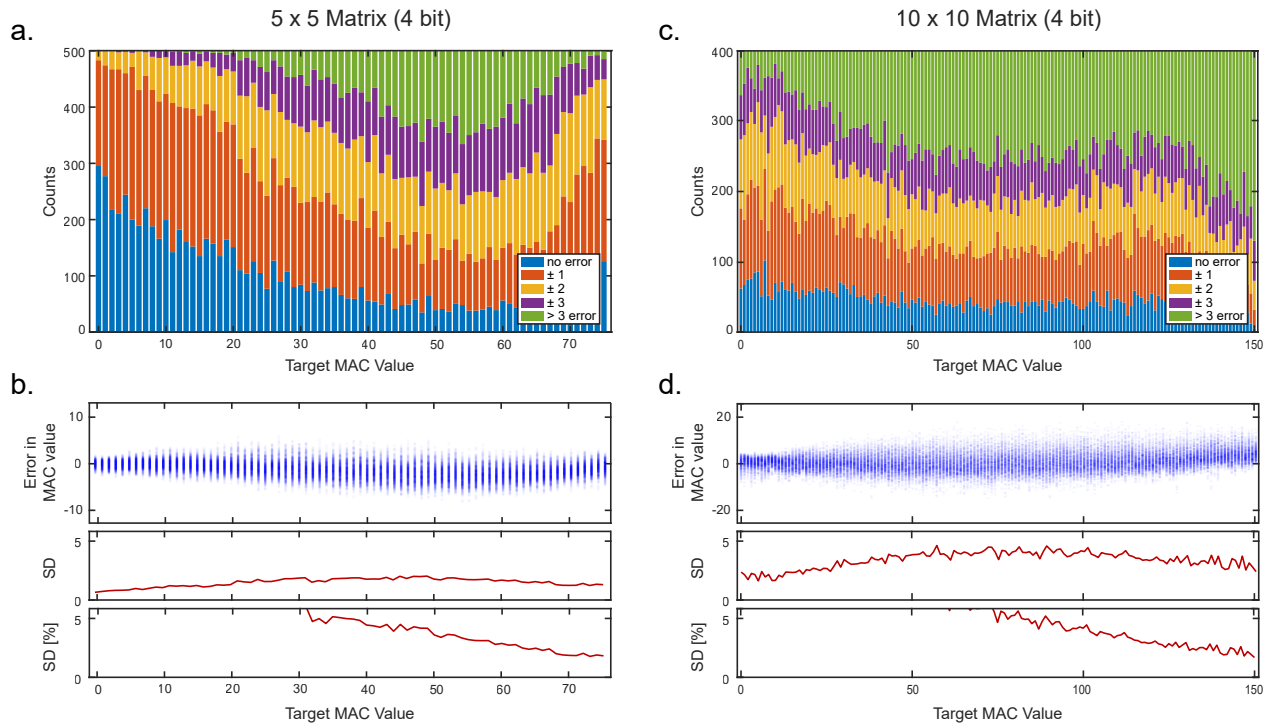 5 x 5 Matrix (4 bit)
a.
500
400
300
200
100
0
Counts
no error
± 1
± 2
± 3
> 3 error
0 10 20 30 40 50 60 70
Target MAC Value
b.
10
0
-10
Error in
MAC value
5
0
SD
5
0
SD [%]
0 10 20 30 40 50 60 70
Target MAC Value
10 x 10 Matrix (4 bit)
c.
400
300
200
100
0
Counts
no error
± 1
± 2
± 3
> 3 error
0 50 100 150
Target MAC Value
d.
20
0
-20
Error in
MAC value
5
0
SD
5
0
SD [%]
0 50 100 150
Target MAC Value